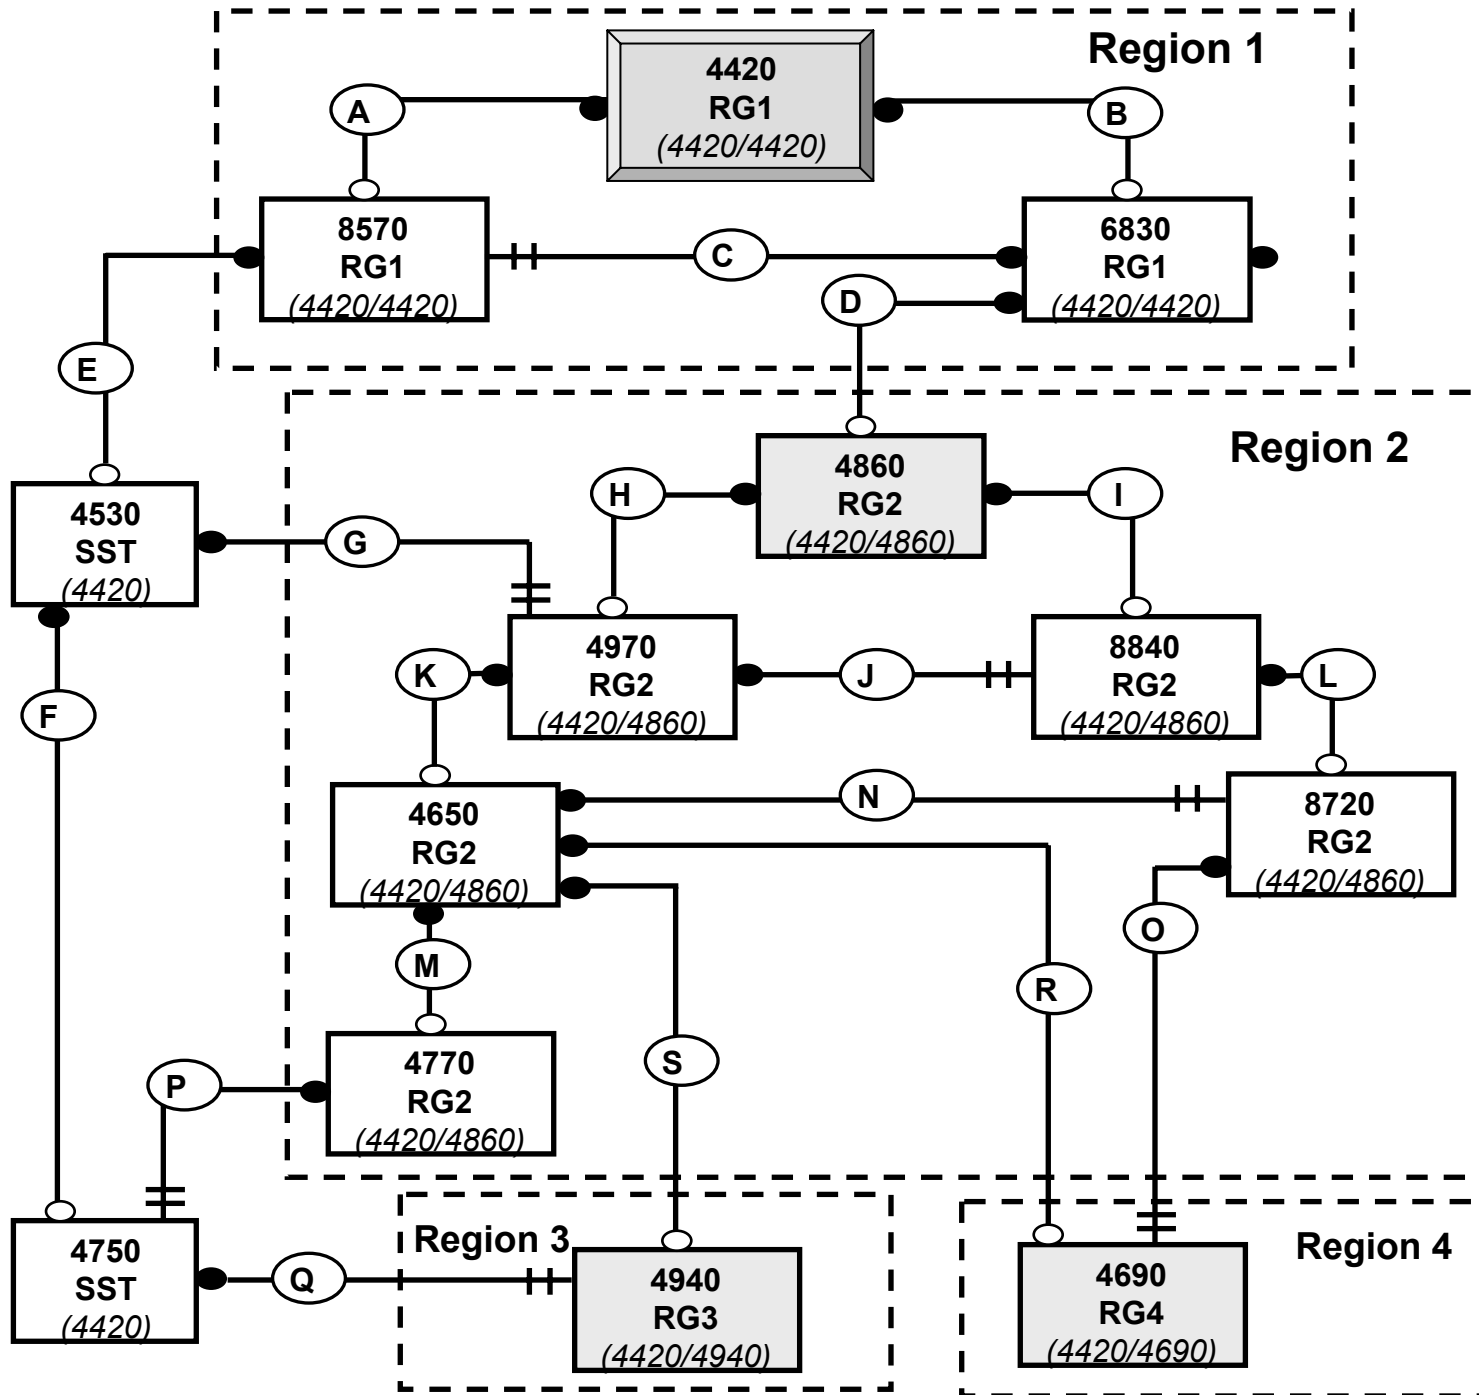 Region 1
4420
RG1
(4420/4420)
A
B
8570
RG1
(4420/4420)
C
6830
RG1
(4420/4420)
D
E
Region 2
4860
RG2
(4420/4860)
H
I
4530
SST
(4420)
G
4970
RG2
(4420/4860)
J
8840
RG2
(4420/4860)
K
L
F
4650
RG2
(4420/4860)
N
8720
RG2
(4420/4860)
M
O
R
4770
RG2
(4420/4860)
P
S
Region 3
4750
SST
(4420)
Q
4940
RG3
(4420/4940)
Region 4
4690
RG4
(4420/4690)